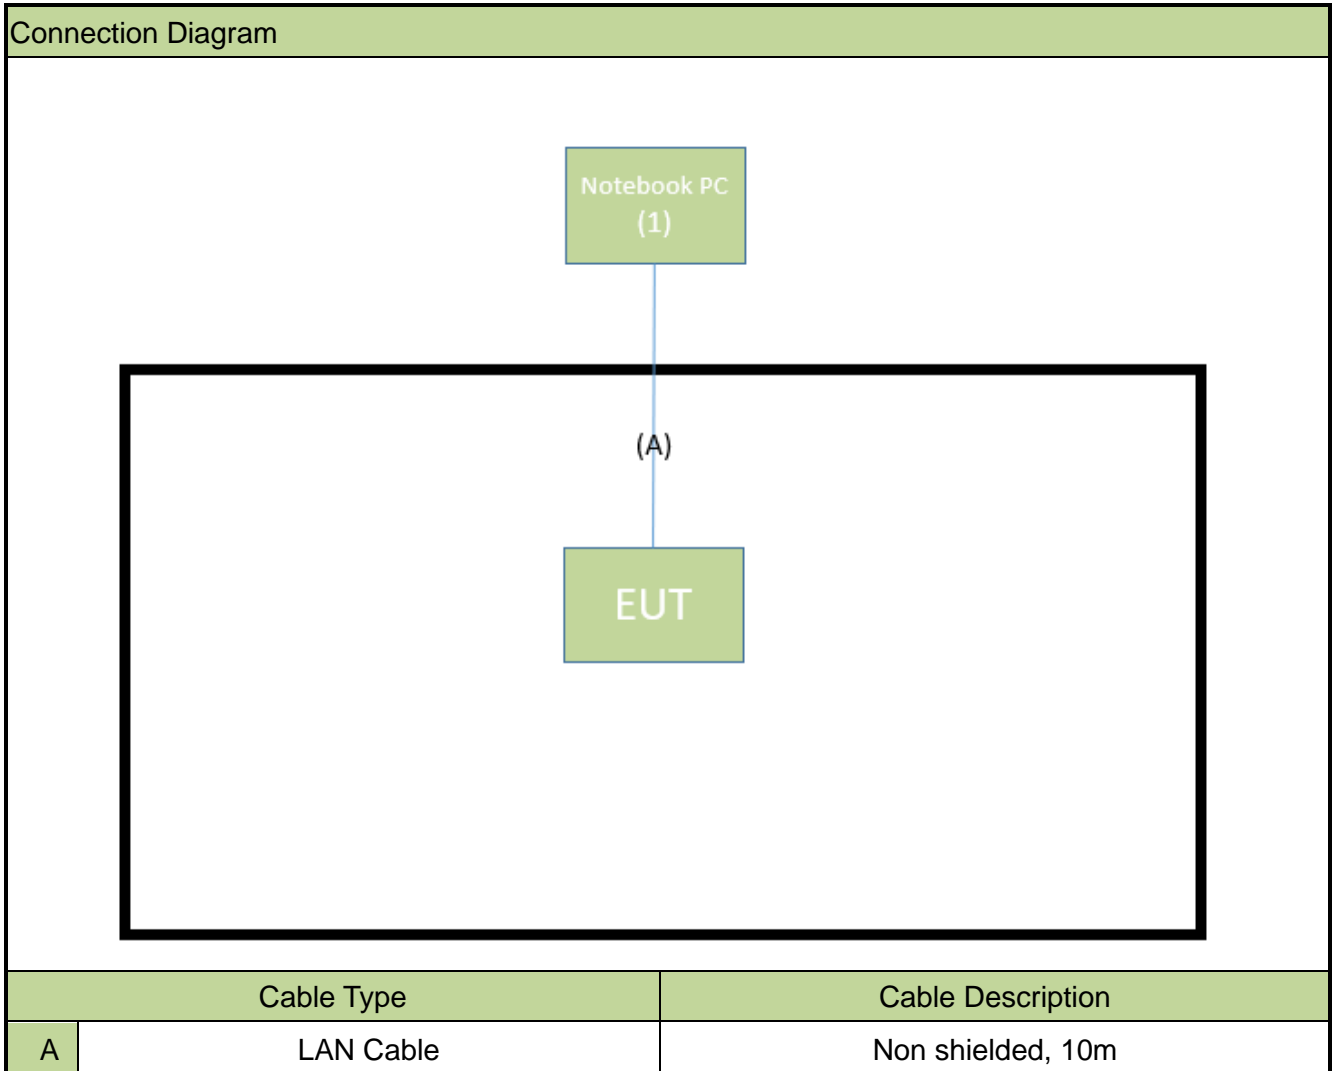 Connection Diagram
Notebook PC
(1)
(A)
EUT
Cable Type Cable Description
A LAN Cable Non shielded, 10m